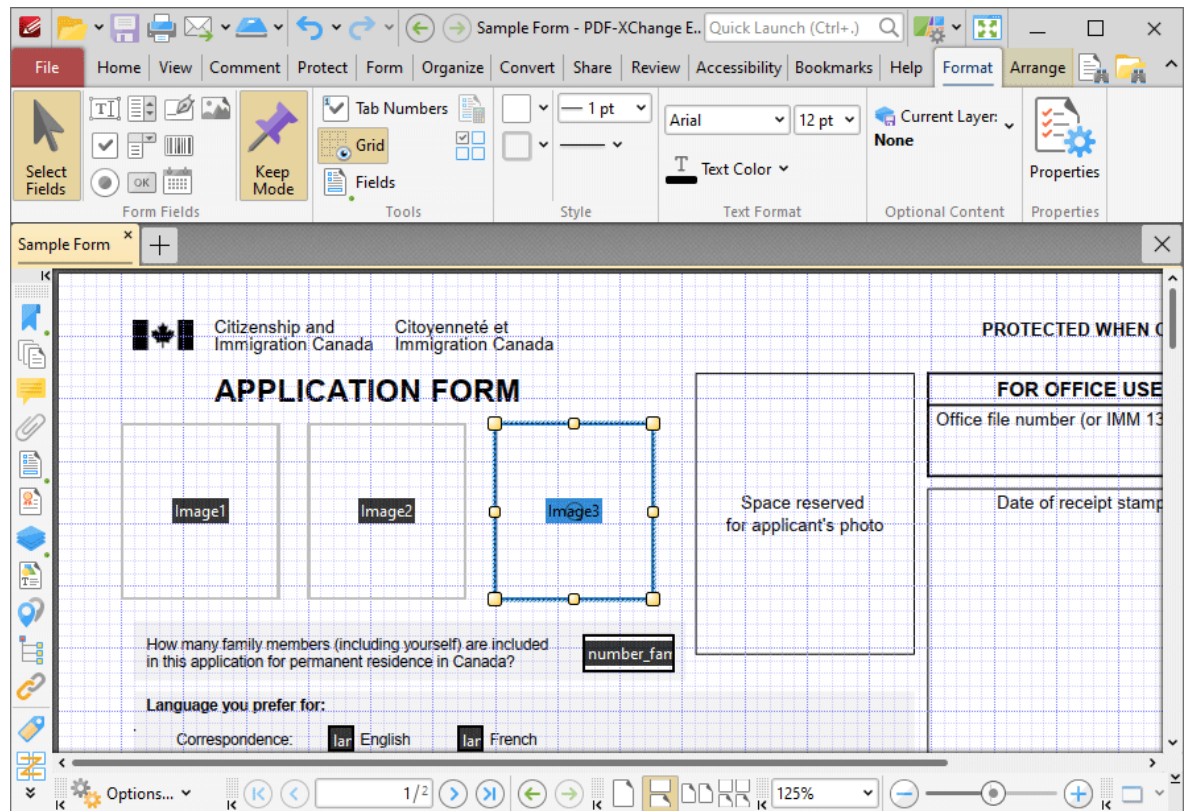 Sample Form - PDF-XChange E.. Quick Launch (Ctrl+.)
File Home View Comment Protect Form Organize Convert Share Review Accessibility Bookmarks Help Format Arrange
Select Fields
OK
Keep Mode
Form Fields
Tab Numbers
Grid
Fields
Tools
1 pt
Style
Arial 12 pt
T Text Color
Text Format
Current Layer:
None
Optional Content
Properties
Properties
Sample Form
Citizenship and Citoyenneté et
Immigration Canada Immigration Canada
PROTECTED WHEN
APPLICATION FORM
FOR OFFICE USE
Office file number (or IMM 13
Image1 Image2 Image3
Space reserved
for applicant's photo
Date of receipt stamp
How many family members (including yourself) are included
in this application for permanent residence in Canada?
number_fan
Language you prefer for:
Correspondence: lar English lar French
Options... 1/2 125%